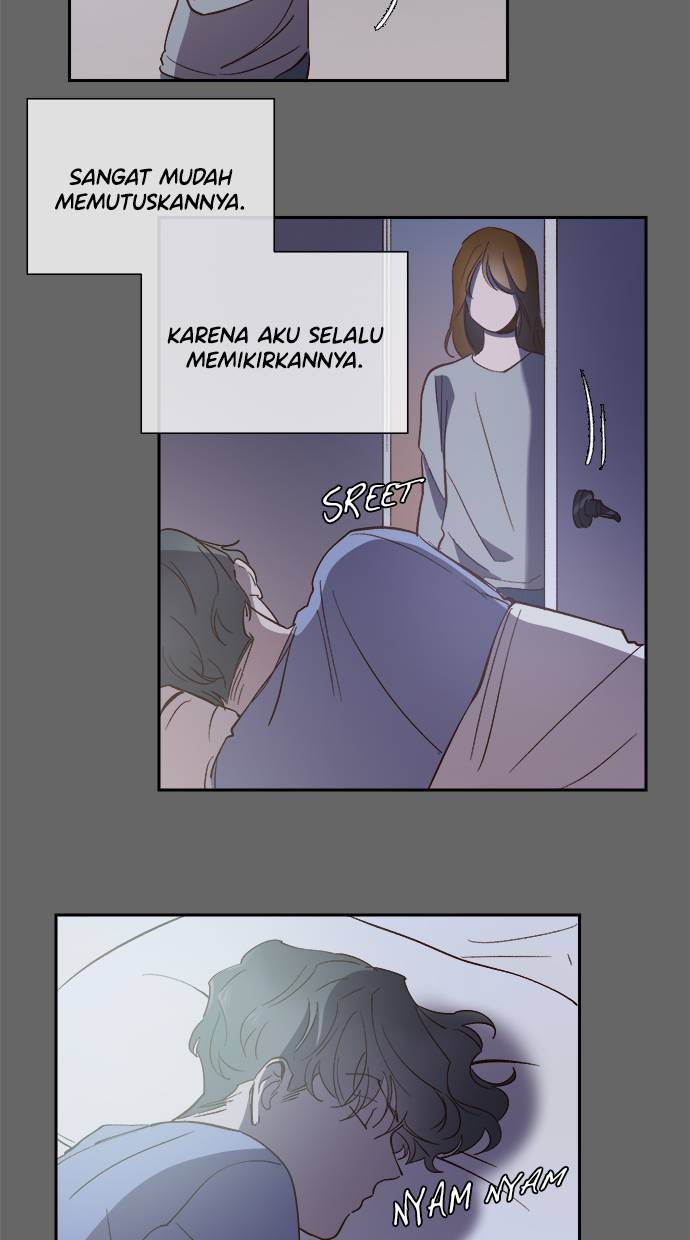 SANGAT MUDAH
MEMUTUSKANNYA.
KARENA AKU SELALU
MEMIKIRKANNYA.
SREET
NYAM NYAM